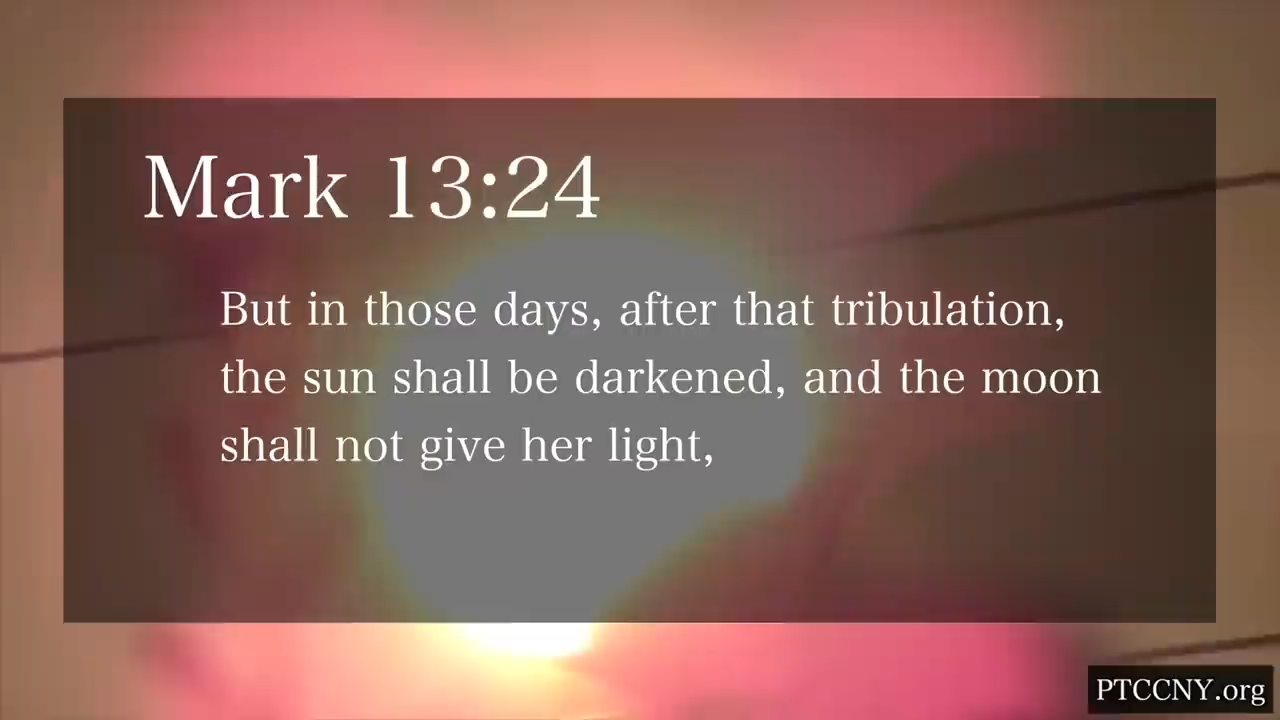 Mark 13:24
But in those days, after that tribulation,
the sun shall be darkened, and the moon
shall not give her light,
PTCCNY.org